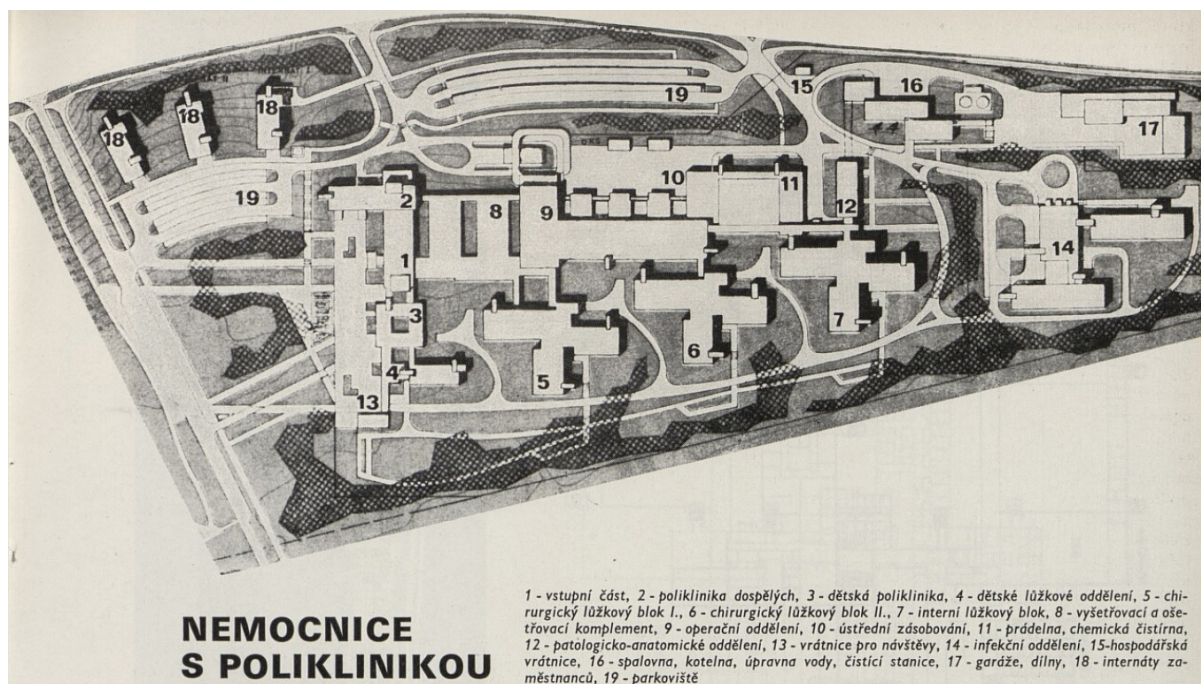 18
18
18
19
15
16
17
19
2
8
9
10
11
12
14
1
3
7
6
4
5
13
NEMOCNICE
S POLIKLINIKOU
1 - vstupní část, 2 - poliklinika dospělých, 3 - dětská poliklinika, 4 - dětské lůžkové oddělení, 5 - chi-
rurgický lůžkový blok I., 6 - chirurgický lůžkový blok II., 7 - interní lůžkový blok, 8 - vyšetřovací a oše-
třovací komplement, 9 - operační oddělení, 10 - ústřední zásobování, 11 - prádelna, chemická čistírna,
12 - patologicko-anatomické oddělení, 13 - vrátnice pro návštěvy, 14 - infekční oddělení, 15-hospodářská
vrátnice, 16 - spalovna, kotelna, úpravna vody, čistící stanice, 17 - garáže, dílny, 18 - internáty za-
městnanců, 19 - parkoviště